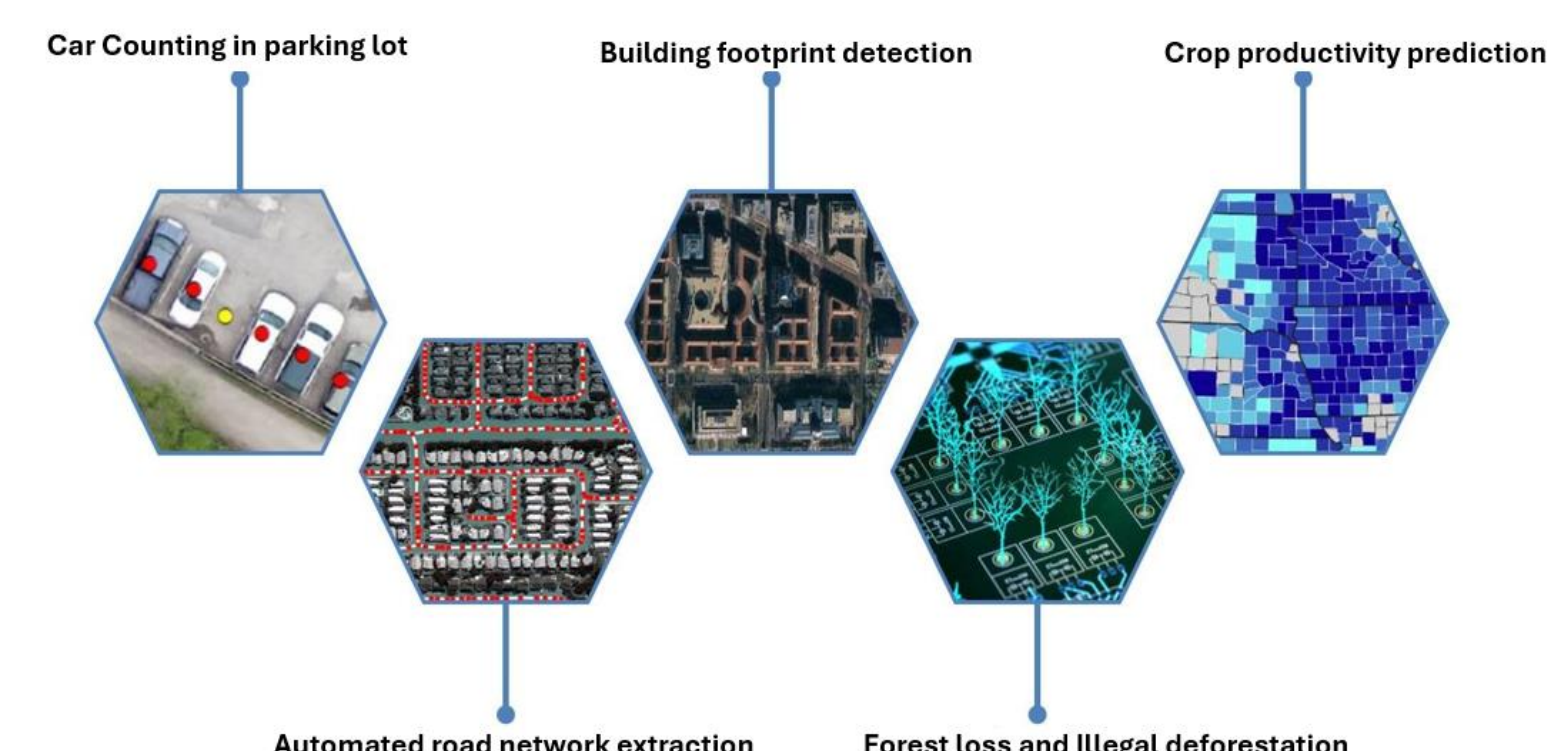 Car Counting in parking lot
Building footprint detection
Crop productivity prediction
Automated road network extraction
Forest loss and Illegal deforestation